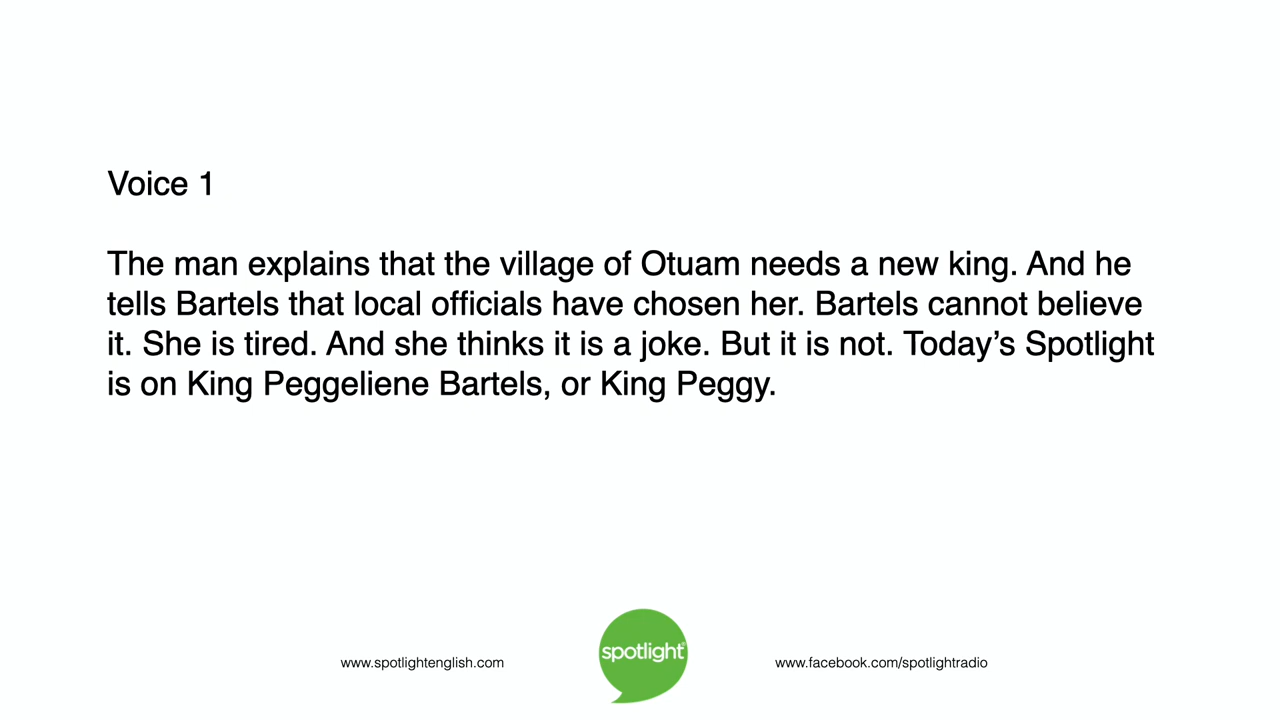 Voice 1
The man explains that the village of Otuam needs a new king. And he
tells Bartels that local officials have chosen her. Bartels cannot believe
it. She is tired. And she thinks it is a joke. But it is not. Today’s Spotlight
is on King Peggeliene Bartels, or King Peggy.
www.spotlightenglish.com
spotlight®
www.facebook.com/spotlightradio